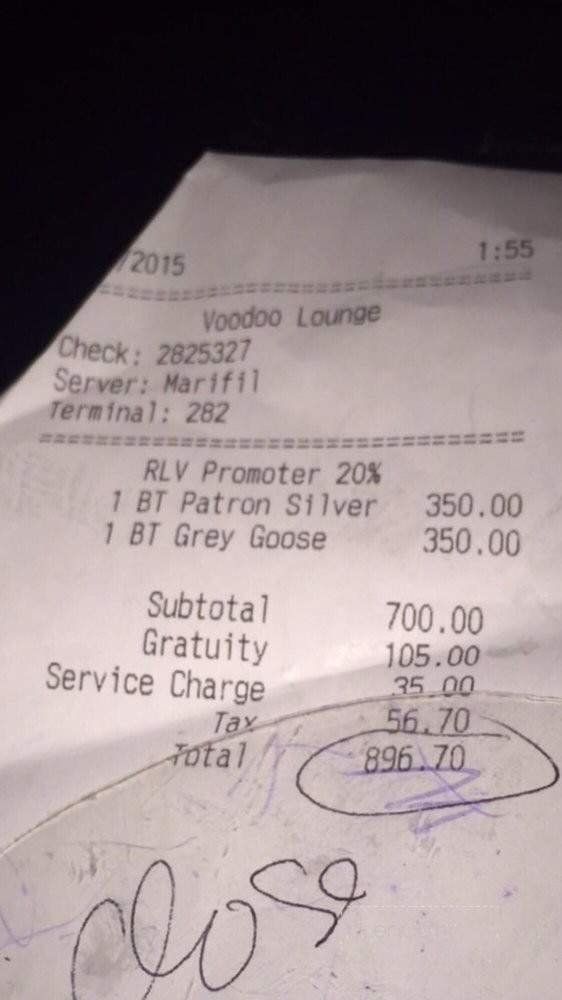 /2015 1:55
================================
Voodoo Lounge
Check: 2825327
Server: Marifil
Terminal: 282
==================================
RLV Promoter 20%
1 BT Patron Silver 350.00
1 BT Grey Goose 350.00
Subtotal 700.00
Gratuity 105.00
Service Charge 35.00
Tax 56.70
Total 896.70
close